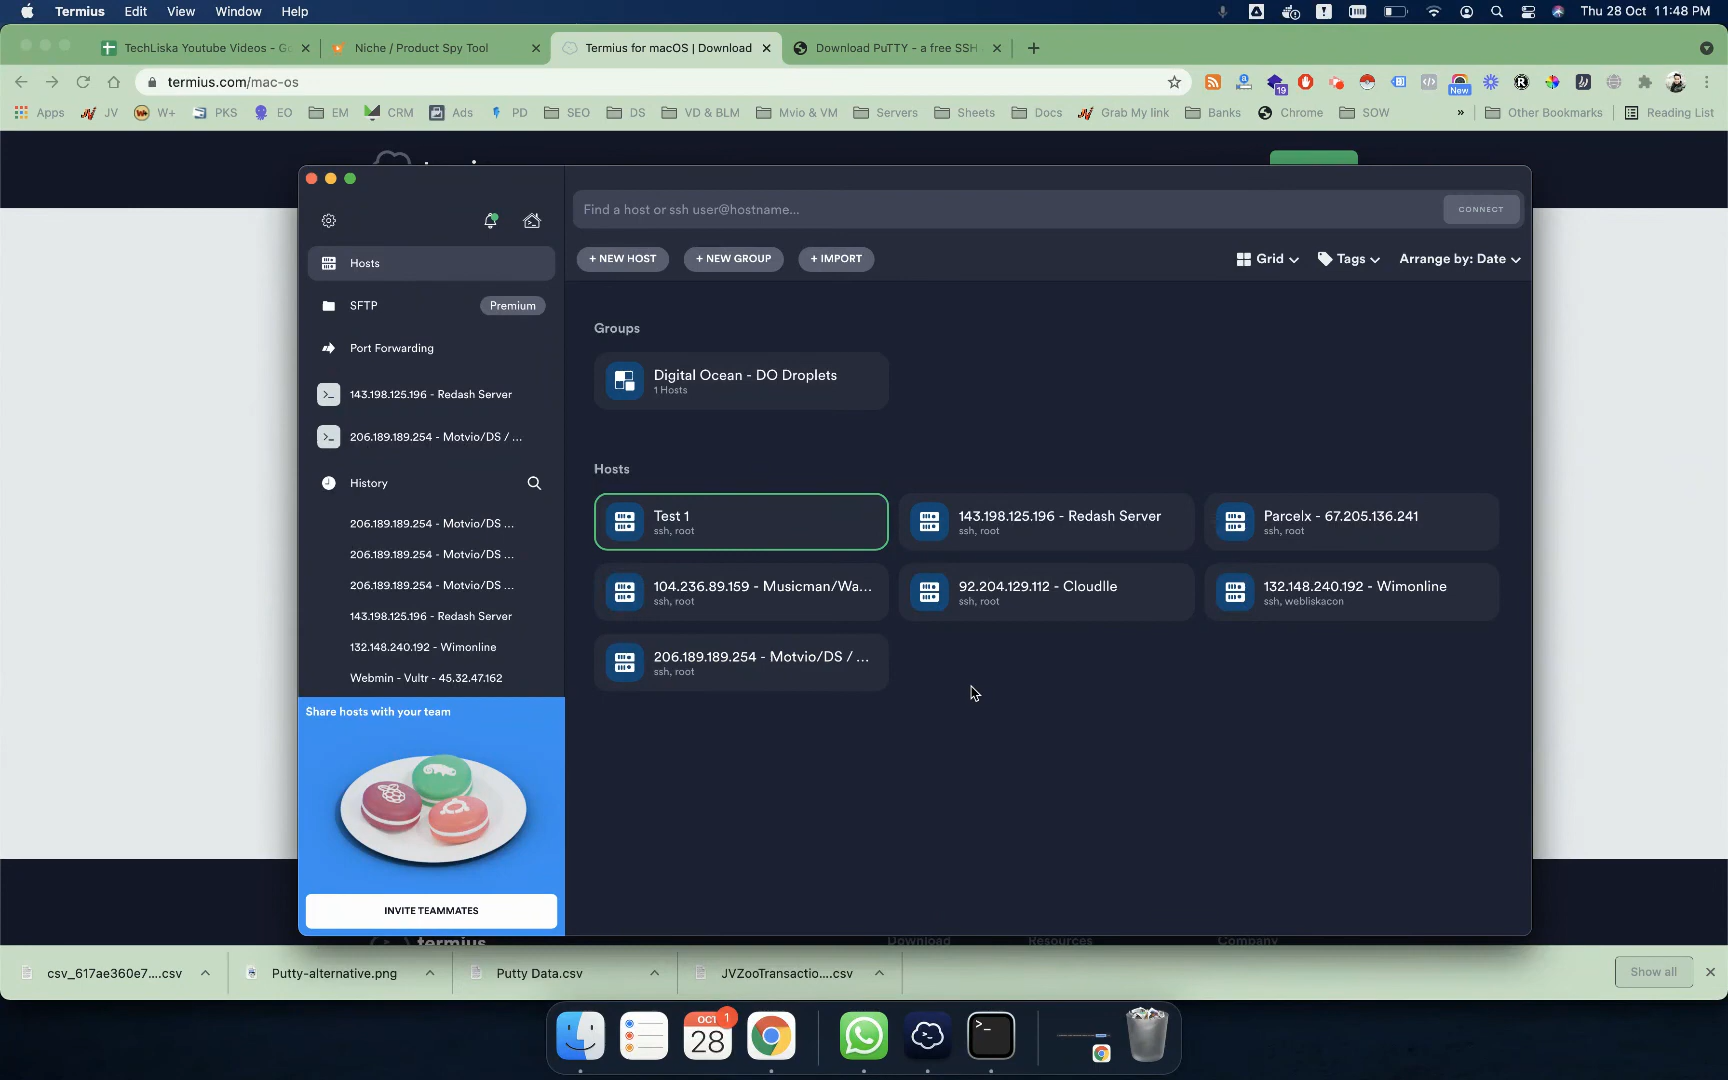 Termius Edit View Window Help Thu 28 Oct 11:48 PM
TechLiska Youtube Videos - Go Niche / Product Spy Tool Termius for macOS | Download Download PuTTY - a free SSH
termius.com/mac-os
19 New
Apps JV W+ PKS EO EM CRM Ads PD SEO DS VD & BLM Mvio & VM Servers Sheets Docs Grab My link Banks Chrome SOW » Other Bookmarks Reading List
Find a host or ssh user@hostname... CONNECT
+ NEW HOST + NEW GROUP + IMPORT Grid Tags Arrange by: Date
Hosts
SFTP Premium
Port Forwarding
143.198.125.196 - Redash Server
206.189.189.254 - Motvio/DS / ...
History
206.189.189.254 - Motvio/DS ...
206.189.189.254 - Motvio/DS ...
206.189.189.254 - Motvio/DS ...
143.198.125.196 - Redash Server
132.148.240.192 - Wimonline
Webmin - Vultr - 45.32.47.162
Share hosts with your team
INVITE TEAMMATES
Groups
Digital Ocean - DO Droplets
1 Hosts
Hosts
Test 1
ssh, root
143.198.125.196 - Redash Server
ssh, root
Parcelx - 67.205.136.241
ssh, root
104.236.89.159 - Musicman/Wa...
ssh, root
92.204.129.112 - Cloudlle
ssh, root
132.148.240.192 - Wimonline
ssh, webliskacon
206.189.189.254 - Motvio/DS / ...
ssh, root
termius Download Resources Company
csv_617ae360e7....csv Putty-alternative.png Putty Data.csv JVZooTransactio....csv Show all
OCT 1
28